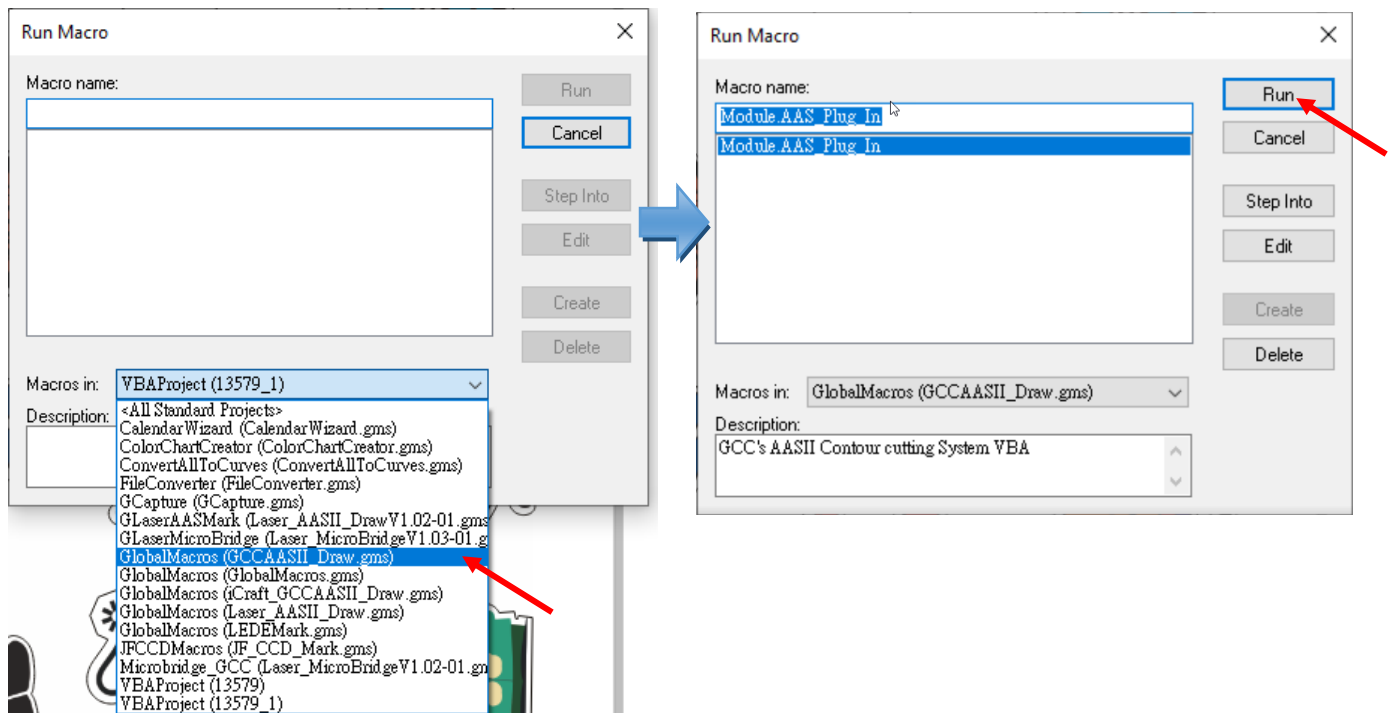 Run Macro
Macro name:
Run
Cancel
Step Into
Edit
Create
Delete
Macros in: VBAProject (13579_1)
Description:
<All Standard Projects>
CalendarWizard (CalendarWizard.gms)
ColorChartCreator (ColorChartCreator.gms)
ConvertAllToCurves (ConvertAllToCurves.gms)
FileConverter (FileConverter.gms)
GCapture (GCapture.gms)
GLaserAASMark (Laser_AASII_DrawV1.02-01.gms
GLaserMicroBridge (Laser_MicroBridgeV1.03-01.g
GlobalMacros (GCCAASII_Draw.gms)
GlobalMacros (GlobalMacros.gms)
GlobalMacros (iCraft_GCCAASII_Draw.gms)
GlobalMacros (Laser_AASII_Draw.gms)
GlobalMacros (LEDEMark.gms)
JFCCDMacros (JF_CCD_Mark.gms)
Microbridge_GCC (Laser_MicroBridgeV1.02-01.gm
VBAProject (13579)
VBAProject (13579_1)
Run Macro
Macro name:
Module.AAS_Plug_In
Module.AAS_Plug_In
Run
Cancel
Step Into
Edit
Create
Delete
Macros in: GlobalMacros (GCCAASII_Draw.gms)
Description:
GCC's AASII Contour cutting System VBA